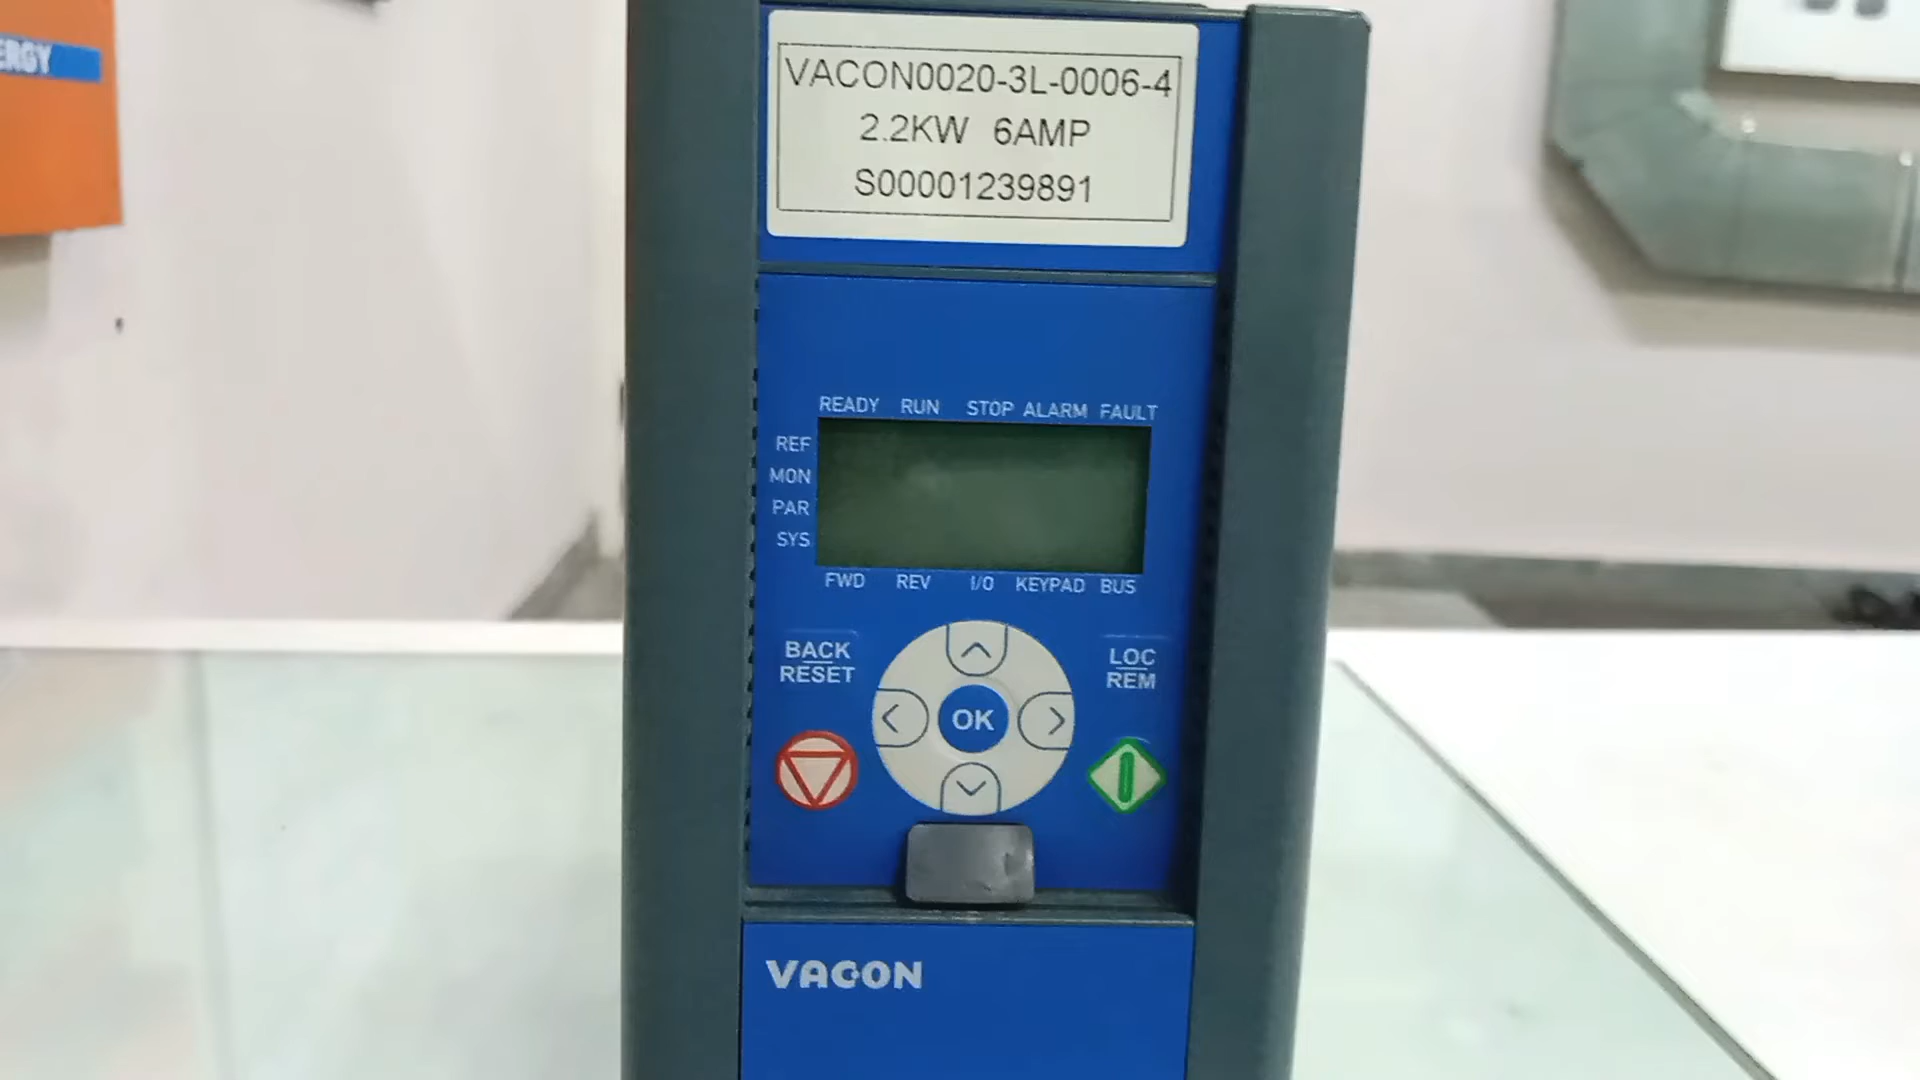 ERGY
VACON0020-3L-0006-4
2.2KW 6AMP
S00001239891
READY RUN STOP ALARM FAULT
REF
MON
PAR
SYS
FWD REV I/O KEYPAD BUS
BACK
RESET
LOC
REM
OK
VACON